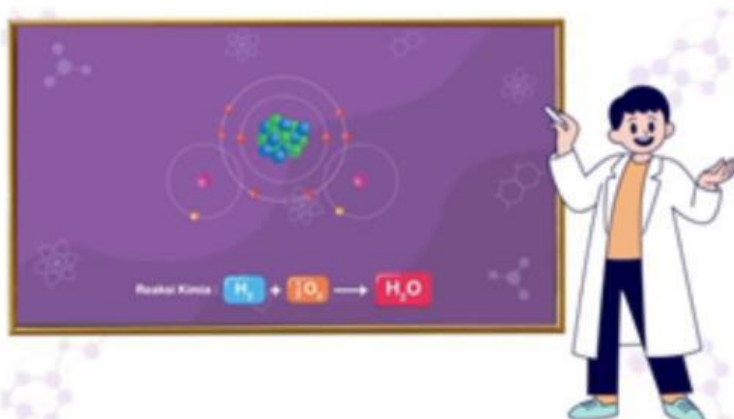 Reaksi Kimia : H₂ + ½O₂ → H₂O